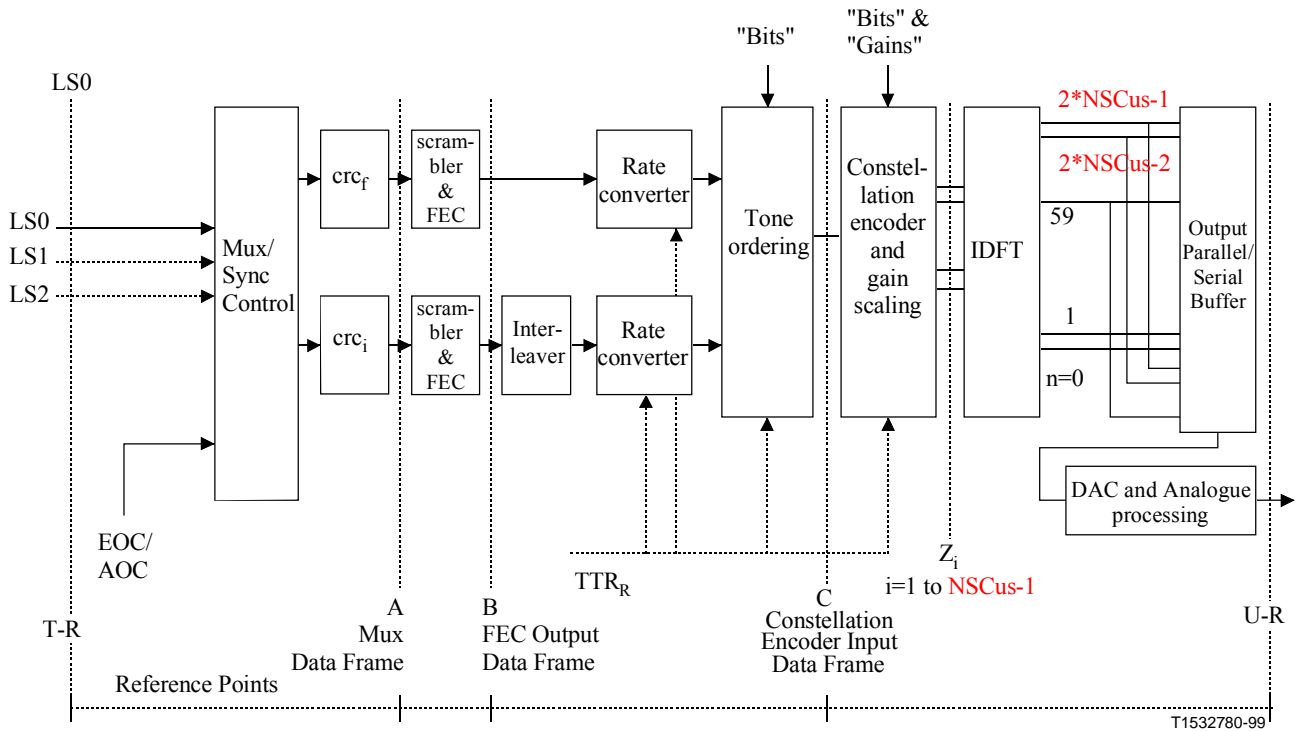 "Bits"
"Bits" &
"Gains"
LS0
2*NSCus-1
2*NSCus-2
59
1
n=0
LS0
LS1
LS2
Mux/
Sync
Control
crcf
scram-
bler
&
FEC
Rate
converter
crci
scram-
bler
&
FEC
Inter-
leaver
Rate
converter
Tone
ordering
Constel-
lation
encoder
and
gain
scaling
IDFT
Output
Parallel/
Serial
Buffer
DAC and Analogue
processing
EOC/
AOC
TTRR
Zi
i=1 to NSCus-1
T-R
A
Mux
Data Frame
B
FEC Output
Data Frame
C
Constellation
Encoder Input
Data Frame
U-R
Reference Points
T1532780-99